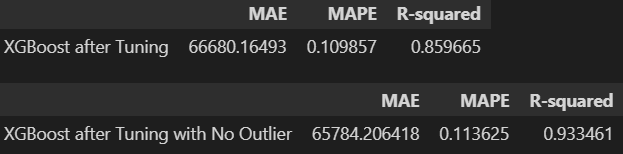 MAE MAPE R-squared
XGBoost after Tuning 66680.16493 0.109857 0.859665
MAE MAPE R-squared
XGBoost after Tuning with No Outlier 65784.206418 0.113625 0.933461